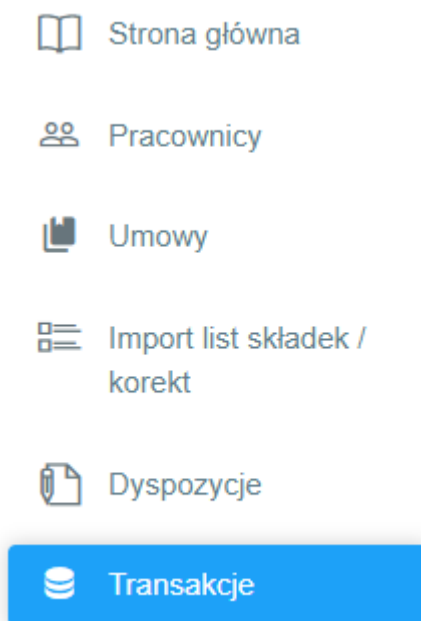 Strona główna
Pracownicy
Umowy
Import list składek /
korekt
Dyspozycje
Transakcje